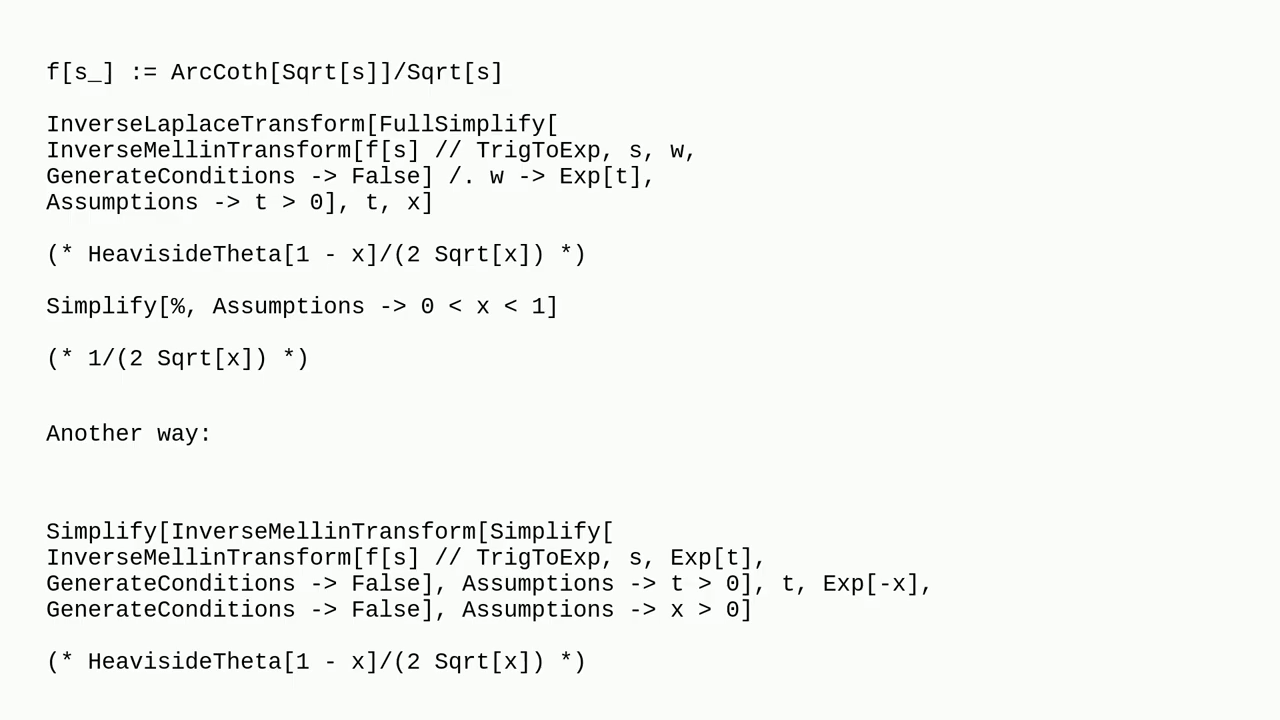 f[s_] := ArcCoth[Sqrt[s]]/Sqrt[s]
InverseLaplaceTransform[FullSimplify[
InverseMellinTransform[f[s] // TrigToExp, s, w,
GenerateConditions -> False] /. w -> Exp[t],
Assumptions -> t > 0], t, x]
(* HeavisideTheta[1 - x]/(2 Sqrt[x]) *)
Simplify[%, Assumptions -> 0 < x < 1]
(* 1/(2 Sqrt[x]) *)
Another way:
Simplify[InverseMellinTransform[Simplify[
InverseMellinTransform[f[s] // TrigToExp, s, Exp[t],
GenerateConditions -> False], Assumptions -> t > 0], t, Exp[-x],
GenerateConditions -> False], Assumptions -> x > 0]
(* HeavisideTheta[1 - x]/(2 Sqrt[x]) *)